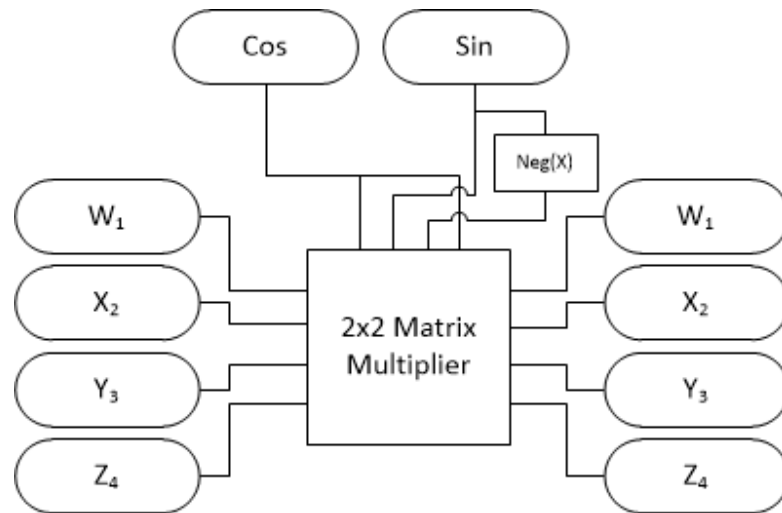 Cos
Sin
Neg(X)
W₁
W₁
X₂
2x2 Matrix
Multiplier
X₂
Y₃
Y₃
Z₄
Z₄